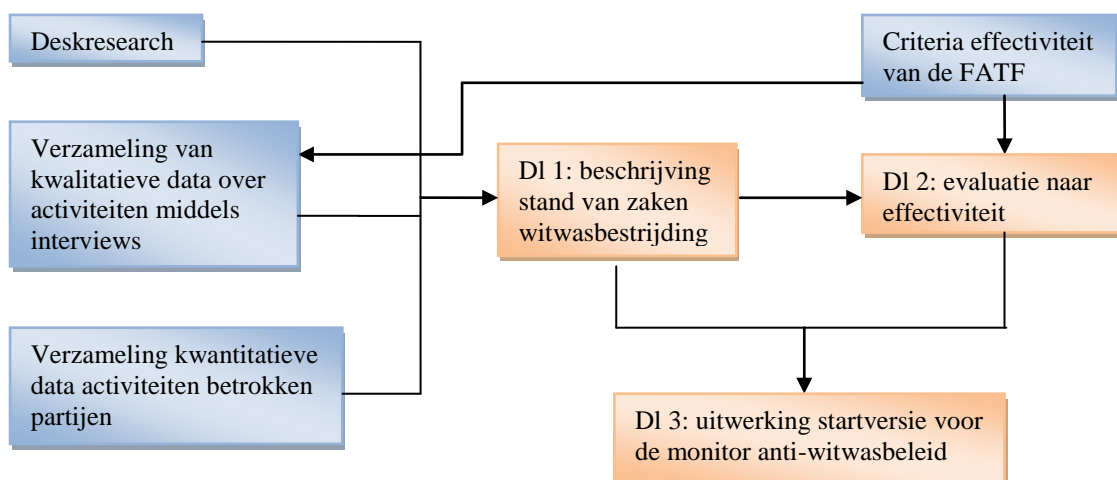 Deskresearch
Criteria effectiviteit
van de FATF
Verzameling van
kwalitatieve data over
activiteiten middels
interviews
Dl 1: beschrijving
stand van zaken
witwasbestrijding
Dl 2: evaluatie naar
effectiviteit
Verzameling kwantitatieve
data activiteiten betrokken
partijen
Dl 3: uitwerking startversie voor
de monitor anti-witwasbeleid